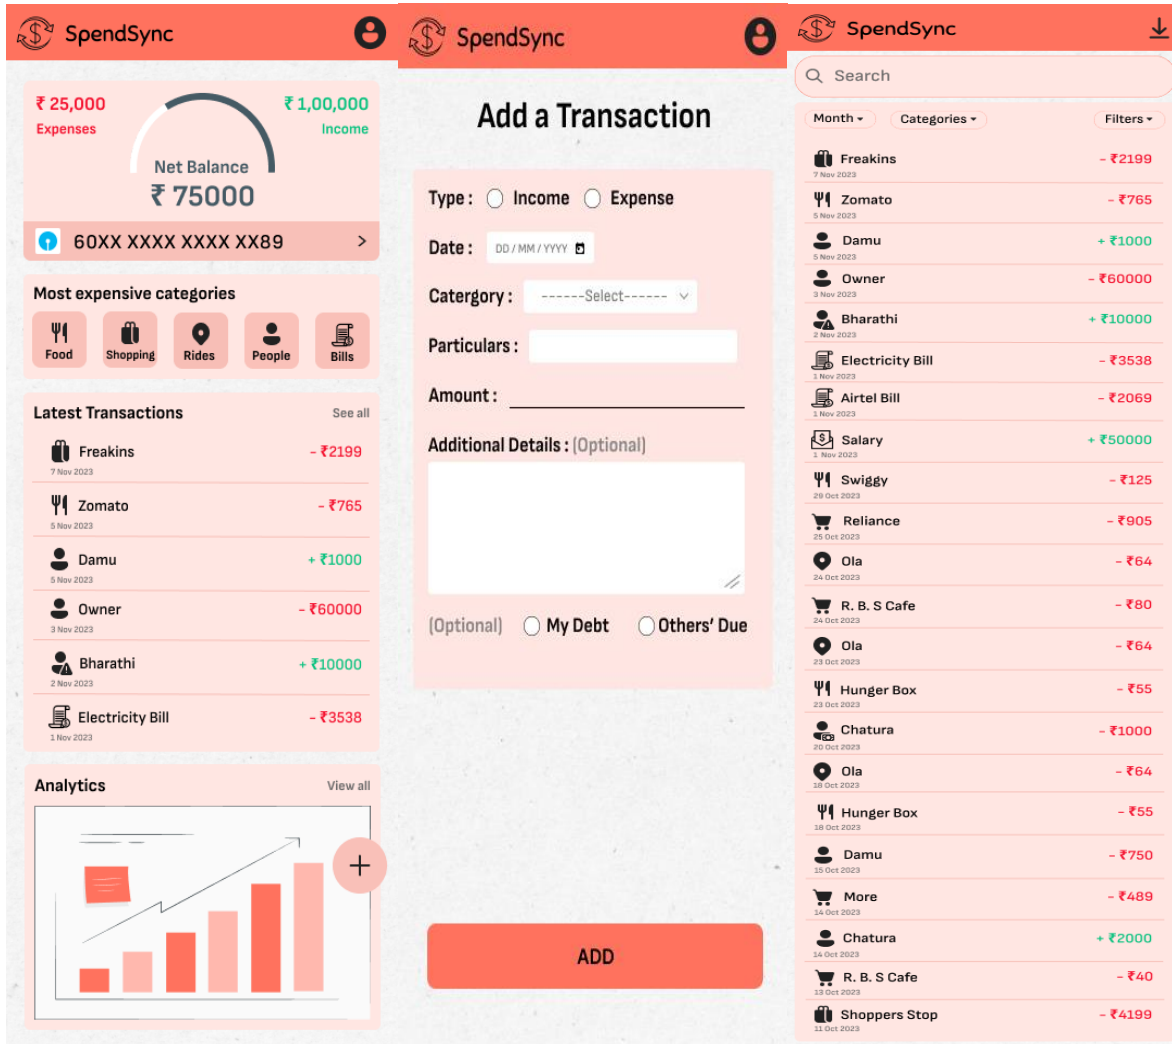 SpendSync
₹ 25,000
Expenses
₹ 1,00,000
Income
Net Balance
₹ 75000
60XX XXXX XXXX XX89 >
Most expensive categories
Food Shopping Rides People Bills
Latest Transactions See all
Freakins - ₹2199
7 Nov 2023
Zomato - ₹765
5 Nov 2023
Damu + ₹1000
5 Nov 2023
Owner - ₹60000
3 Nov 2023
Bharathi + ₹10000
2 Nov 2023
Electricity Bill - ₹3538
1 Nov 2023
Analytics View all
+
SpendSync
Add a Transaction
Type : Income Expense
Date : DD / MM / YYYY
Catergory : ------Select------
Particulars :
Amount :
Additional Details : (Optional)
(Optional) My Debt Others' Due
ADD
SpendSync
Search
Month Categories Filters
Freakins - ₹2199
7 Nov 2023
Zomato - ₹765
5 Nov 2023
Damu + ₹1000
5 Nov 2023
Owner - ₹60000
3 Nov 2023
Bharathi + ₹10000
2 Nov 2023
Electricity Bill - ₹3538
1 Nov 2023
Airtel Bill - ₹2069
1 Nov 2023
Salary + ₹50000
1 Nov 2023
Swiggy - ₹125
29 Oct 2023
Reliance - ₹905
25 Oct 2023
Ola - ₹64
24 Oct 2023
R. B. S Cafe - ₹80
24 Oct 2023
Ola - ₹64
23 Oct 2023
Hunger Box - ₹55
23 Oct 2023
Chatura - ₹1000
20 Oct 2023
Ola - ₹64
18 Oct 2023
Hunger Box - ₹55
18 Oct 2023
Damu - ₹750
15 Oct 2023
More - ₹489
14 Oct 2023
Chatura + ₹2000
14 Oct 2023
R. B. S Cafe - ₹40
13 Oct 2023
Shoppers Stop - ₹4199
11 Oct 2023